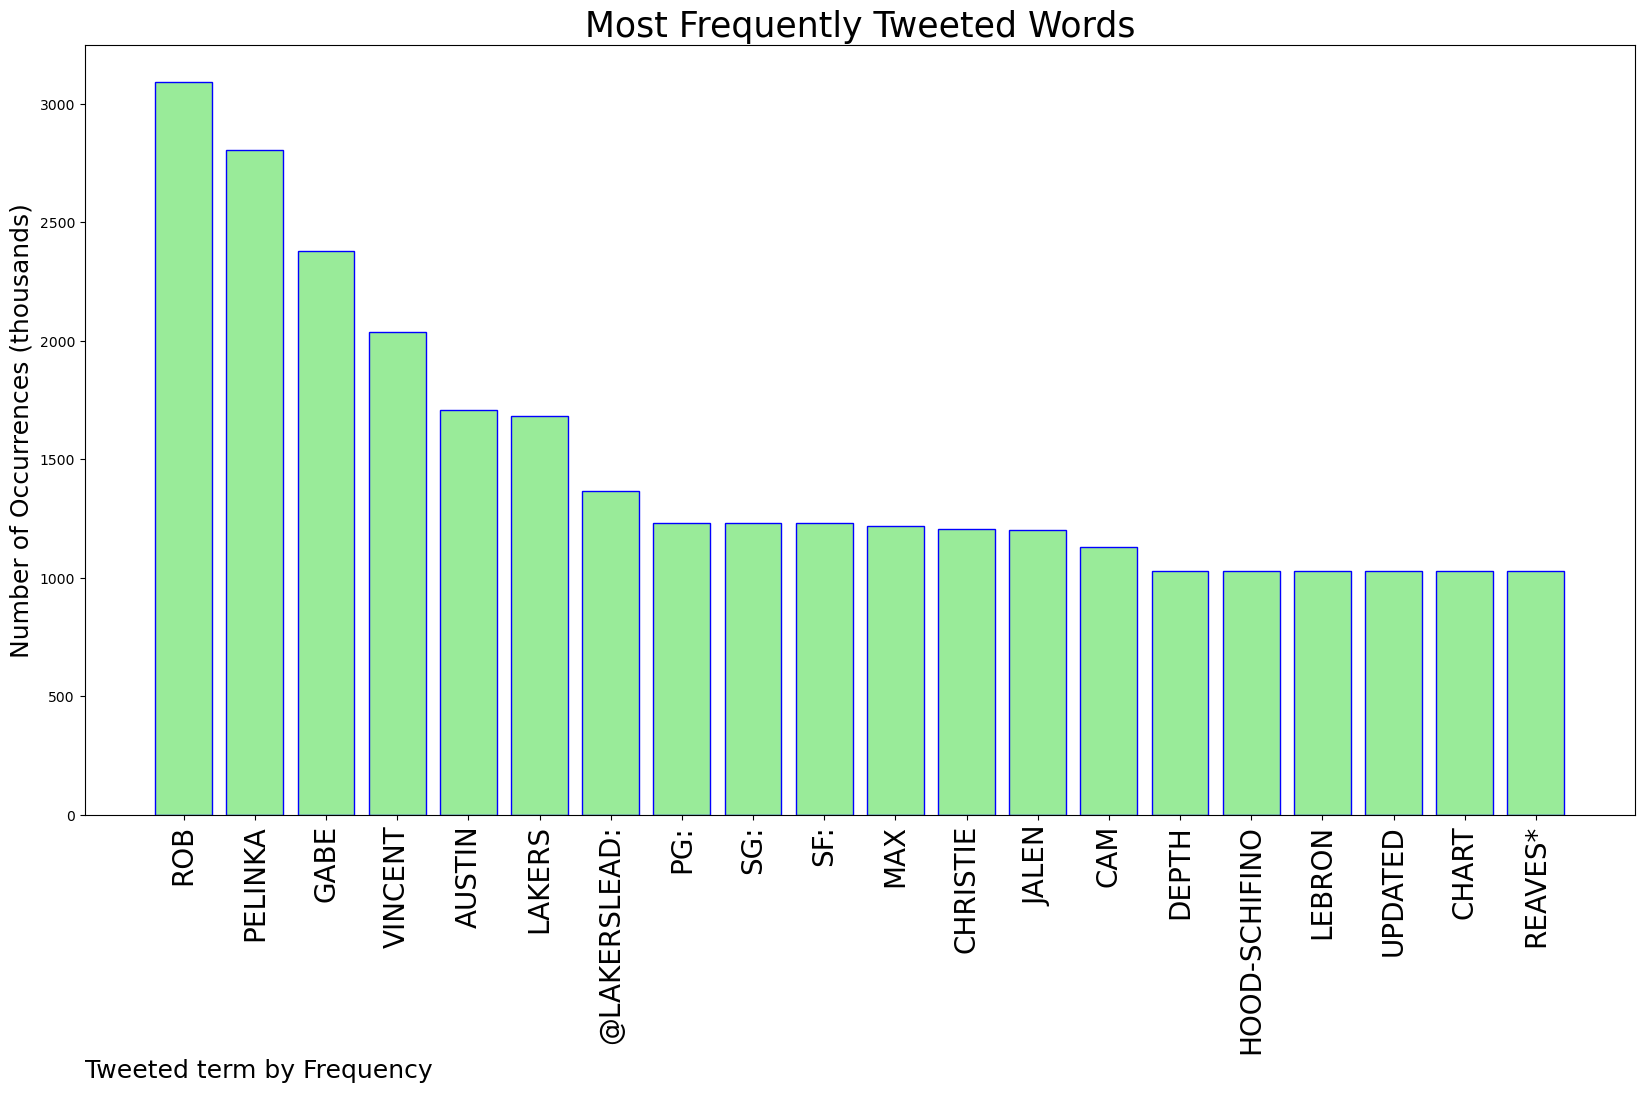 Most Frequently Tweeted Words
Number of Occurrences (thousands)
3000
2500
2000
1500
1000
500
0
ROB
PELINKA
GABE
VINCENT
AUSTIN
LAKERS
@LAKERSLEAD:
PG:
SG:
SF:
MAX
CHRISTIE
JALEN
CAM
DEPTH
HOOD-SCHIFINO
LEBRON
UPDATED
CHART
REAVES*
Tweeted term by Frequency